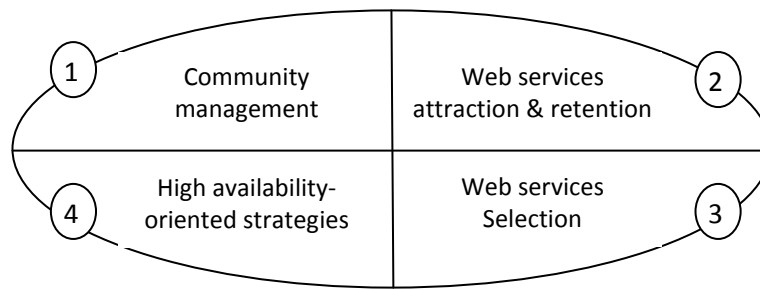 1
Community
management
2
Web services
attraction & retention
4
High availability-
oriented strategies
3
Web services
Selection